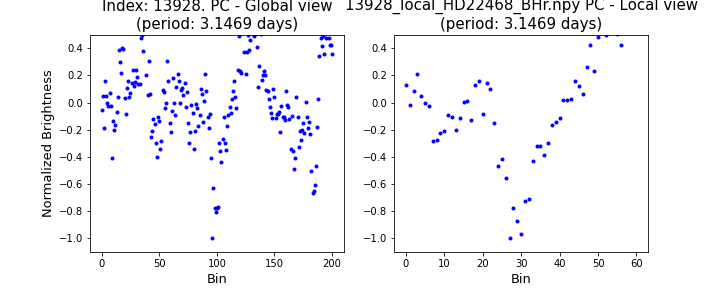 Index: 13928. PC - Global view
(period: 3.1469 days)
13928_local_HD22468_BHr.npy PC - Local view
(period: 3.1469 days)
Normalized Brightness
0.4
0.2
0.0
−0.2
−0.4
−0.6
−0.8
−1.0
0 50 100 150 200
Bin
0.4
0.2
0.0
−0.2
−0.4
−0.6
−0.8
−1.0
0 10 20 30 40 50 60
Bin